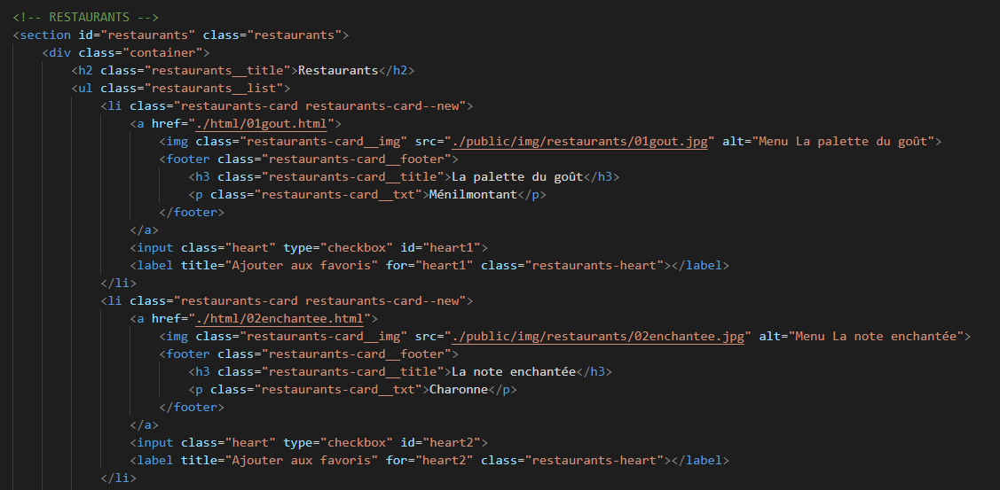 <!-- RESTAURANTS -->
<section id="restaurants" class="restaurants">
<div class="container">
<h2 class="restaurants__title">Restaurants</h2>
<ul class="restaurants__list">
<li class="restaurants-card restaurants-card--new">
<a href="./html/01gout.html">
<img class="restaurants-card__img" src="./public/img/restaurants/01gout.jpg" alt="Menu La palette du goût">
<footer class="restaurants-card__footer">
<h3 class="restaurants-card__title">La palette du goût</h3>
<p class="restaurants-card__txt">Ménilmontant</p>
</footer>
</a>
<input class="heart" type="checkbox" id="heart1">
<label title="Ajouter aux favoris" for="heart1" class="restaurants-heart"></label>
</li>
<li class="restaurants-card restaurants-card--new">
<a href="./html/02enchantee.html">
<img class="restaurants-card__img" src="./public/img/restaurants/02enchantee.jpg" alt="Menu La note enchantée">
<footer class="restaurants-card__footer">
<h3 class="restaurants-card__title">La note enchantée</h3>
<p class="restaurants-card__txt">Charonne</p>
</footer>
</a>
<input class="heart" type="checkbox" id="heart2">
<label title="Ajouter aux favoris" for="heart2" class="restaurants-heart"></label>
</li>